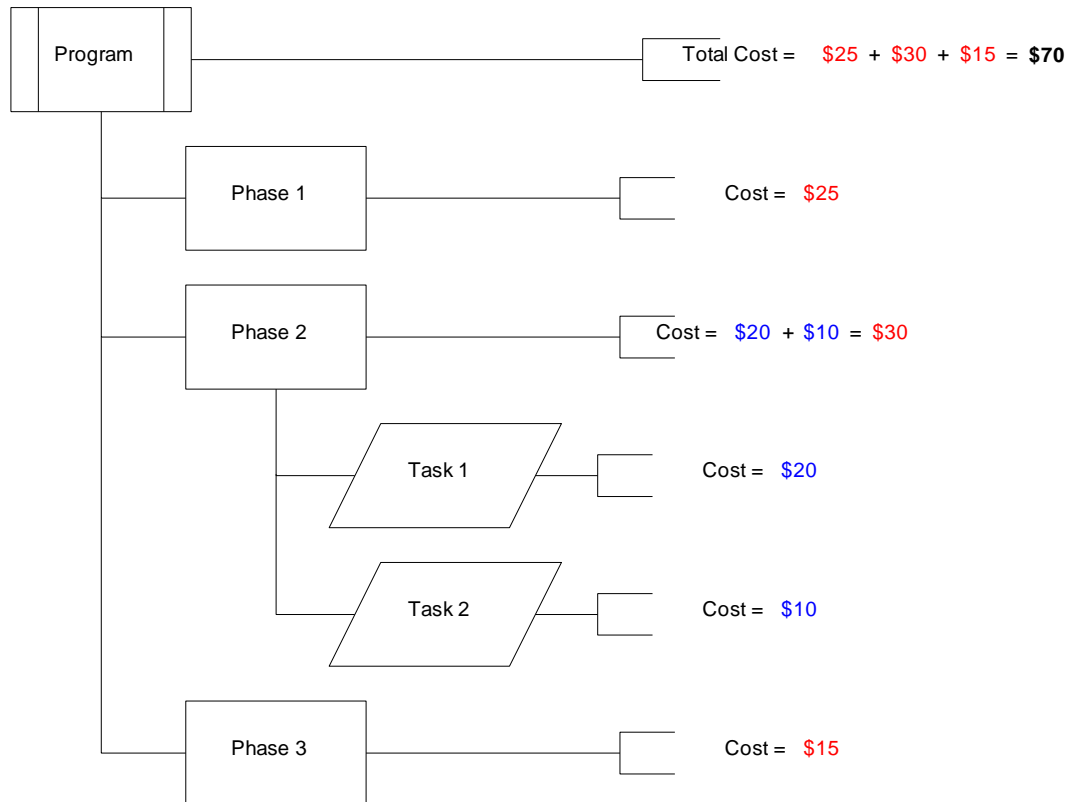 Program Total Cost = $25 + $30 + $15 = $70
Phase 1 Cost = $25
Phase 2 Cost = $20 + $10 = $30
Task 1 Cost = $20
Task 2 Cost = $10
Phase 3 Cost = $15